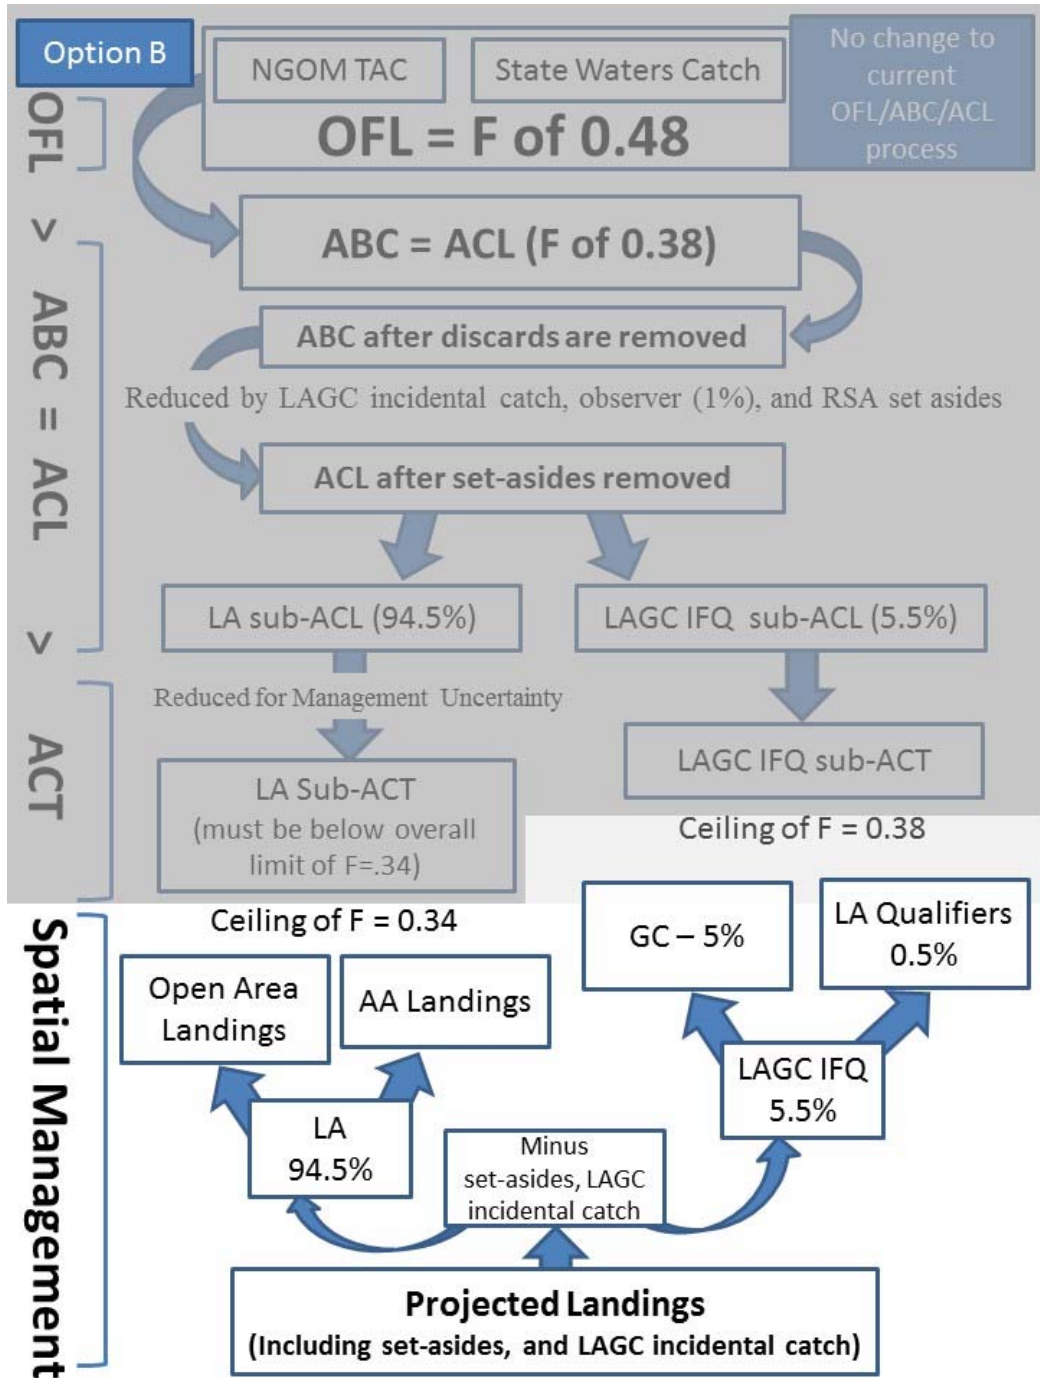 Option B
NGOM TAC
State Waters Catch
OFL = F of 0.48
No change to
current
OFL/ABC/ACL
process
OFL > ABC = ACL > ACT
ABC = ACL (F of 0.38)
ABC after discards are removed
Reduced by LAGC incidental catch, observer (1%), and RSA set asides
ACL after set-asides removed
LA sub-ACL (94.5%)
LAGC IFQ sub-ACL (5.5%)
Reduced for Management Uncertainty
LA Sub-ACT
(must be below overall
limit of F=.34)
LAGC IFQ sub-ACT
Ceiling of F = 0.38
Ceiling of F = 0.34
Spatial Management
Open Area
Landings
AA Landings
GC – 5%
LA Qualifiers
0.5%
LA
94.5%
LAGC IFQ
5.5%
Minus
set-asides, LAGC
incidental catch
Projected Landings
(Including set-asides, and LAGC incidental catch)